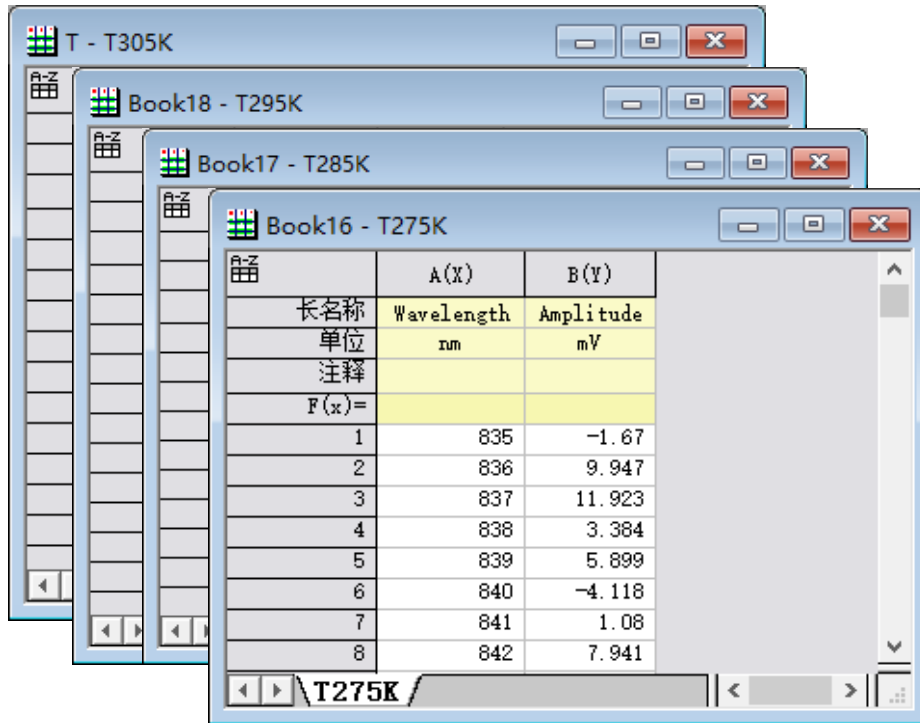 T - T305K
Book18 - T295K
Book17 - T285K
Book16 - T275K
A(X) B(Y)
长名称 Wavelength Amplitude
单位 nm mV
注释
F(x)=
1 835 -1.67
2 836 9.947
3 837 11.923
4 838 3.384
5 839 5.899
6 840 -4.118
7 841 1.08
8 842 7.941
T275K